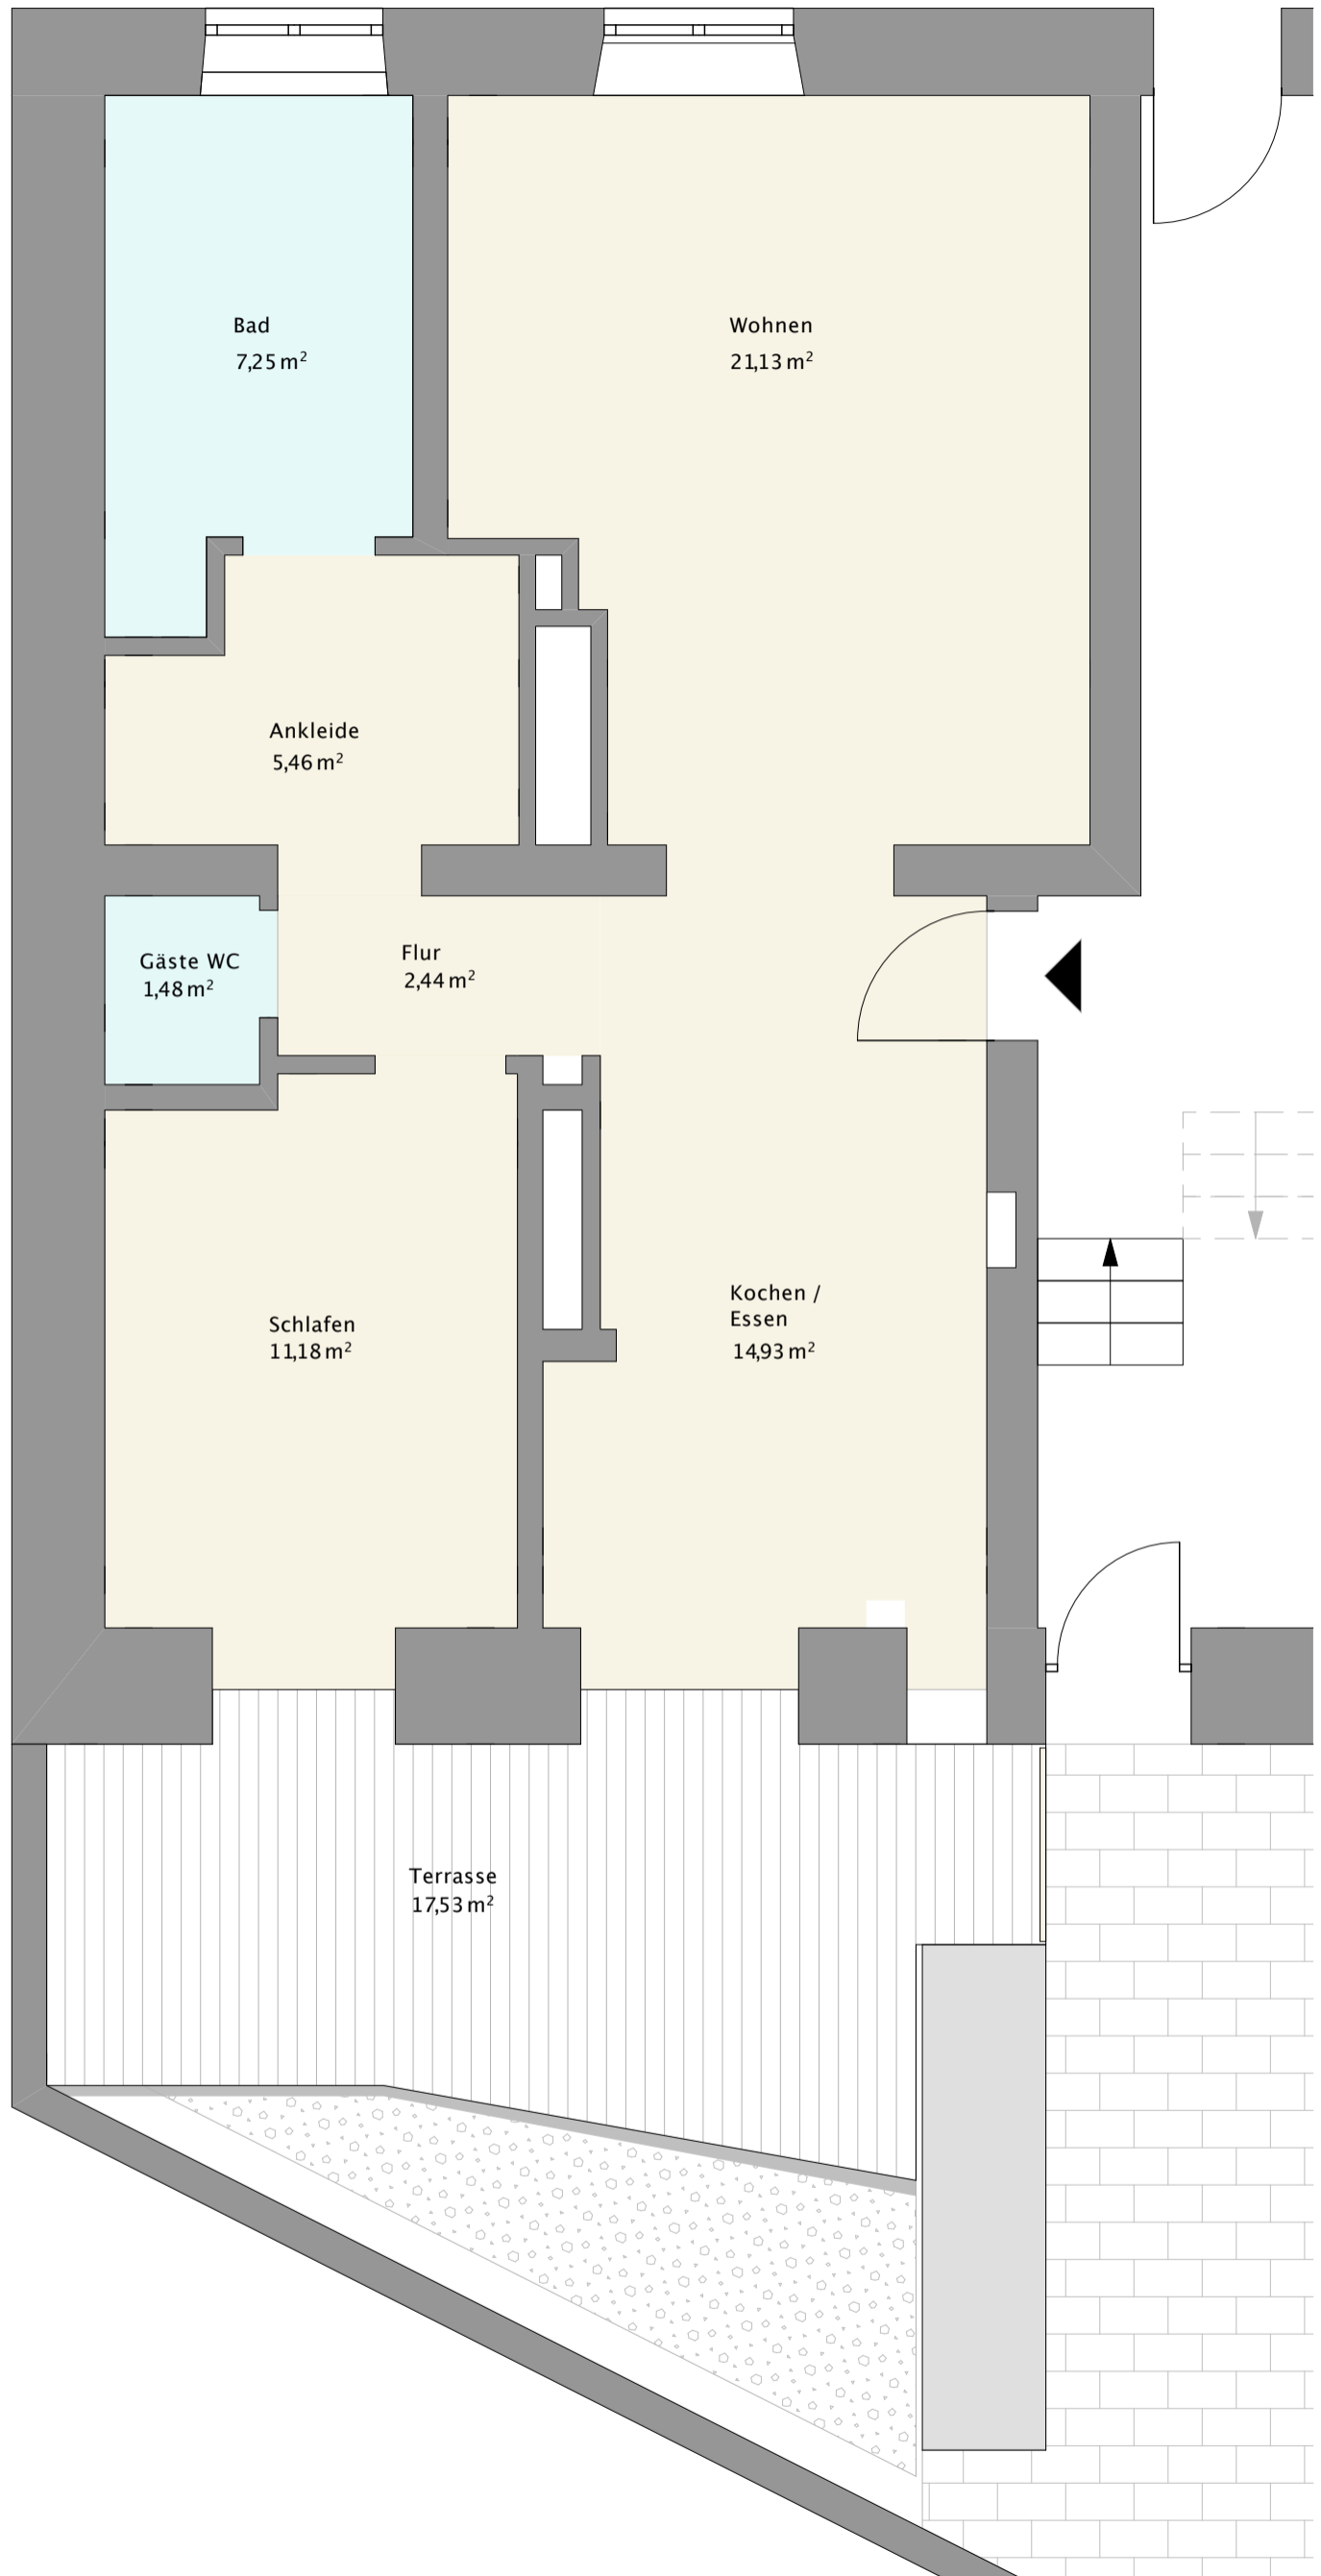 Bad
7,25 m²
Wohnen
21,13 m²
Ankleide
5,46 m²
Gäste WC
1,48 m²
Flur
2,44 m²
Schlafen
11,18 m²
Kochen /
Essen
14,93 m²
Terrasse
17,53 m²